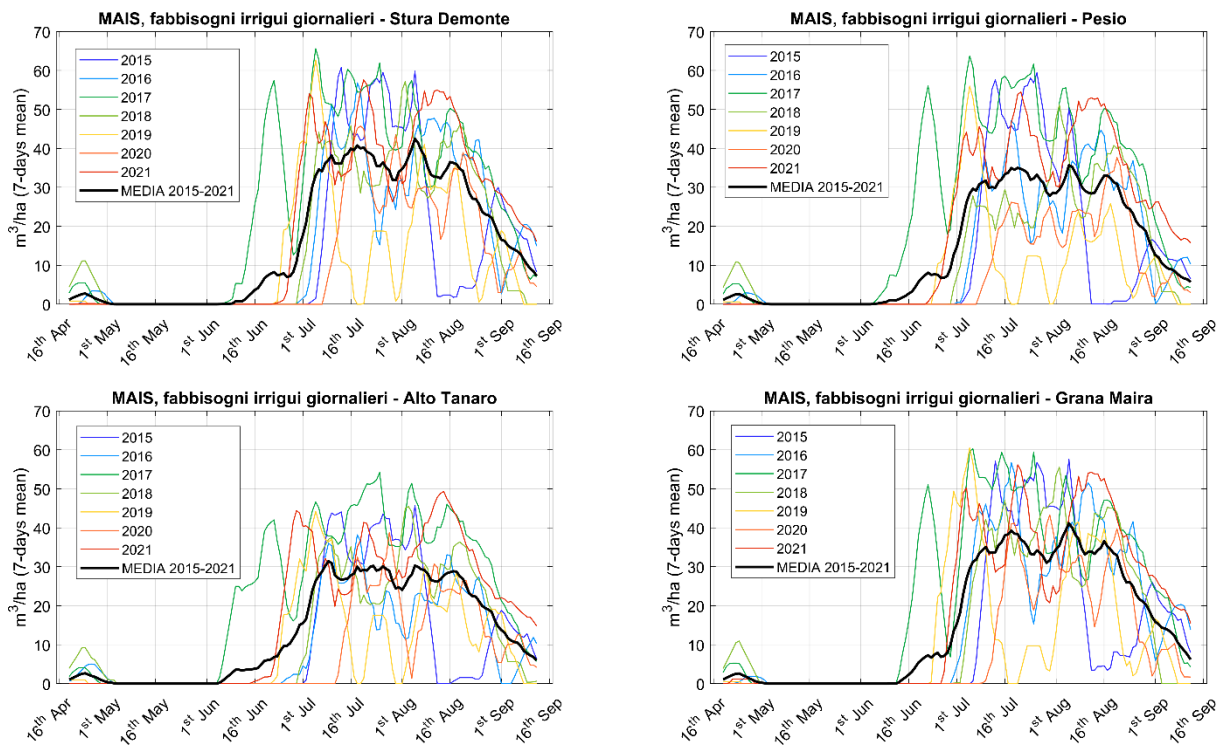 MAIS, fabbisogni irrigui giornalieri - Stura Demonte
m³/ha (7-days mean)
70
60
50
40
30
20
10
0
2015
2016
2017
2018
2019
2020
2021
MEDIA 2015-2021
16th Apr
1st May
16th May
1st Jun
16th Jun
1st Jul
16th Jul
1st Aug
16th Aug
1st Sep
16th Sep
MAIS, fabbisogni irrigui giornalieri - Pesio
m³/ha (7-days mean)
70
60
50
40
30
20
10
0
2015
2016
2017
2018
2019
2020
2021
MEDIA 2015-2021
16th Apr
1st May
16th May
1st Jun
16th Jun
1st Jul
16th Jul
1st Aug
16th Aug
1st Sep
16th Sep
MAIS, fabbisogni irrigui giornalieri - Alto Tanaro
m³/ha (7-days mean)
70
60
50
40
30
20
10
0
2015
2016
2017
2018
2019
2020
2021
MEDIA 2015-2021
16th Apr
1st May
16th May
1st Jun
16th Jun
1st Jul
16th Jul
1st Aug
16th Aug
1st Sep
16th Sep
MAIS, fabbisogni irrigui giornalieri - Grana Maira
m³/ha (7-days mean)
70
60
50
40
30
20
10
0
2015
2016
2017
2018
2019
2020
2021
MEDIA 2015-2021
16th Apr
1st May
16th May
1st Jun
16th Jun
1st Jul
16th Jul
1st Aug
16th Aug
1st Sep
16th Sep